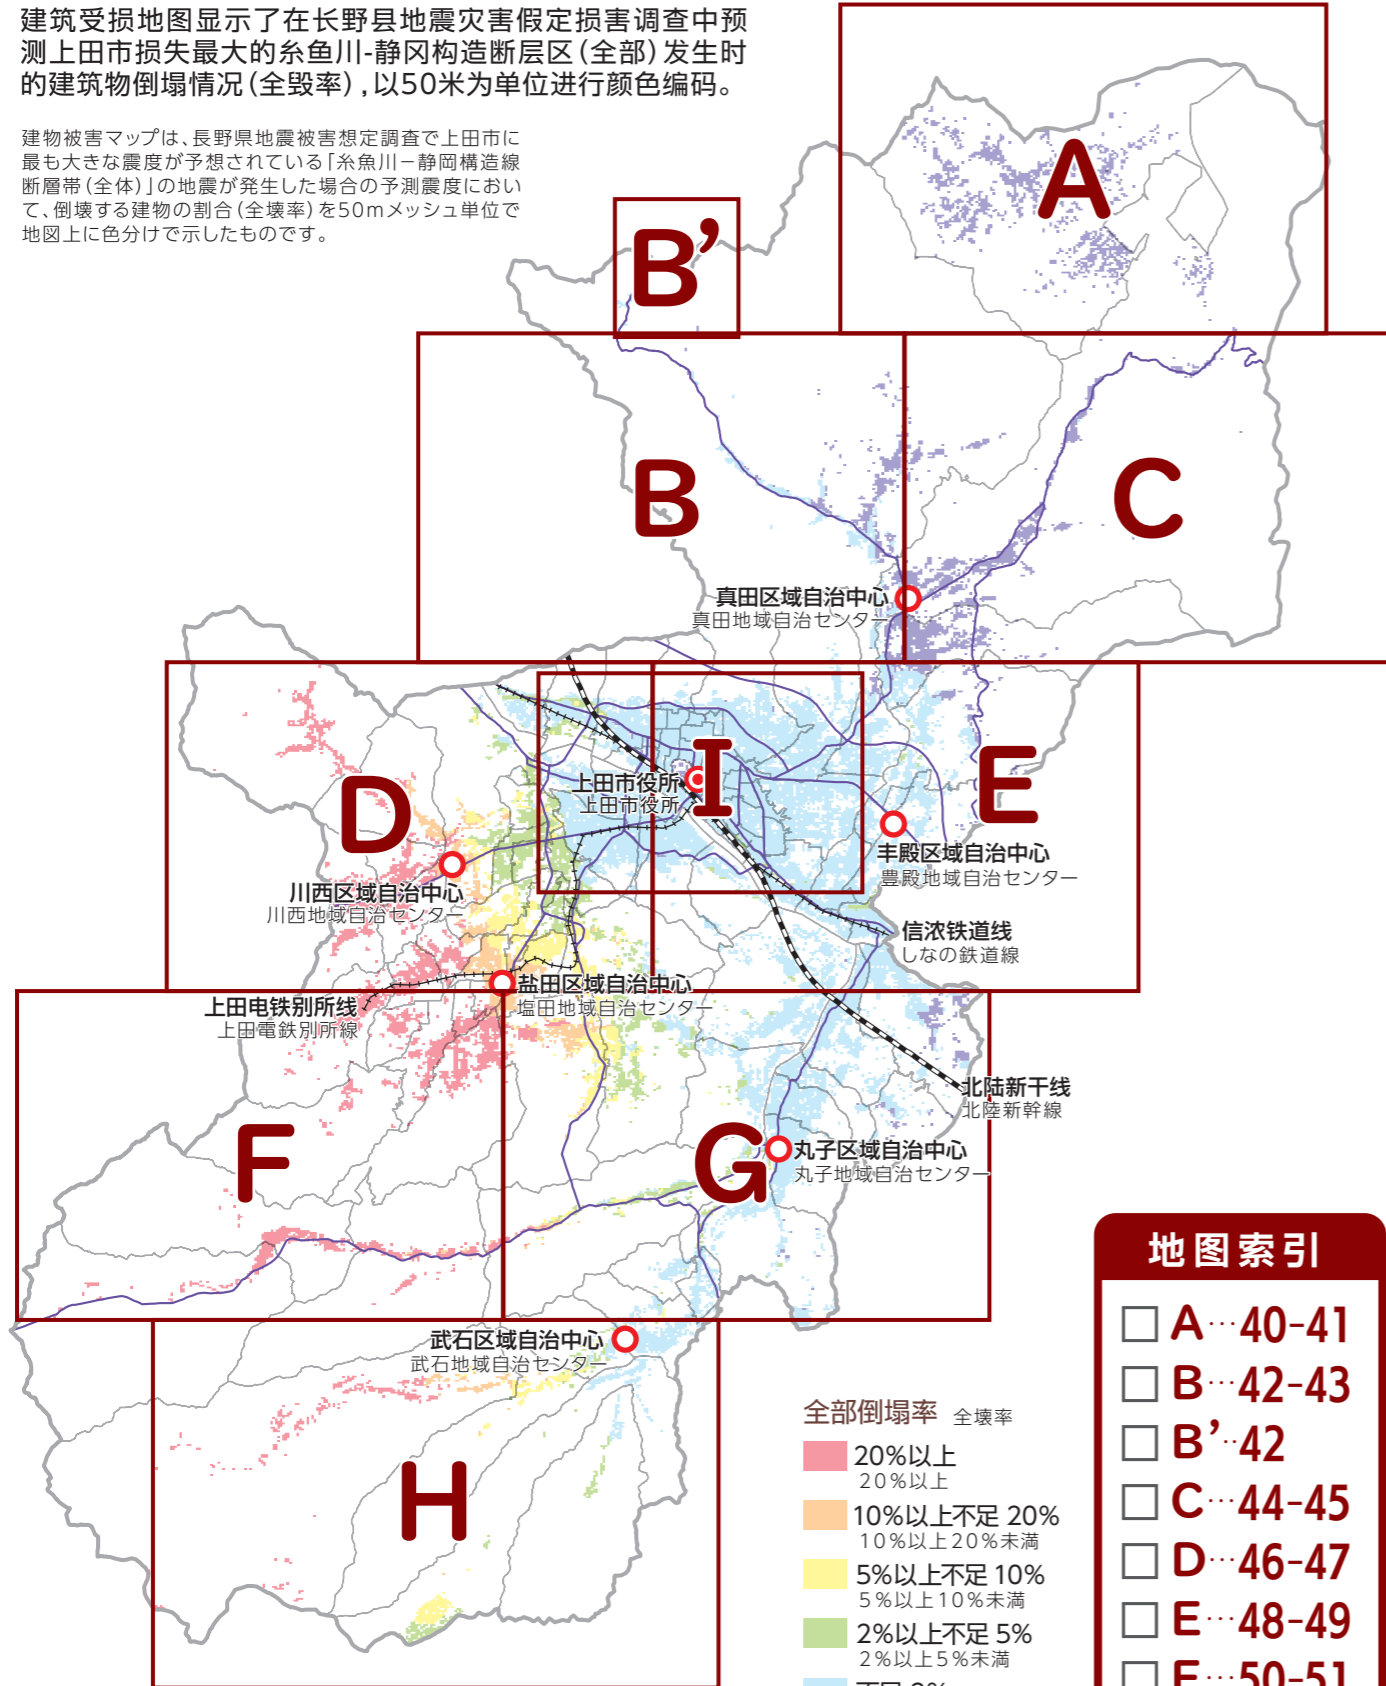 建筑受损地图显示了在长野县地震灾害假定损害调查中预
测上田市损失最大的糸鱼川-静冈构造断层区（全部）发生时
的建筑物倒塌情况（全毁率），以50米为单位进行颜色编码。
建物被害マップは、長野県地震被害想定調査で上田市に
最も大きな震度が予想されている「糸魚川－静岡構造線
断層帯（全体）」の地震が発生した場合の予測震度におい
て、倒壊する建物の割合（全壊率）を50mメッシュ単位で
地図上に色分けで示したものです。
A
B’
B
C
真田区域自治中心
真田地域自治センター
I
D
E
上田市役所
上田市役所
丰殿区域自治中心
豊殿地域自治センター
川西区域自治中心
川西地域自治センター
信浓铁道线
しなの鉄道線
盐田区域自治中心
塩田地域自治センター
上田电铁别所线
上田電鉄別所線
北陆新干线
北陸新幹線
F
G
丸子区域自治中心
丸子地域自治センター
武石区域自治中心
武石地域自治センター
H
全部倒塌率 全壊率
20%以上
20%以上
10%以上不足 20%
10%以上20%未満
5%以上不足 10%
5%以上10%未満
2%以上不足 5%
2%以上5%未満
地图索引
A…40-41
B…42-43
B’‥42
C…44-45
D…46-47
E…48-49
F…50-51